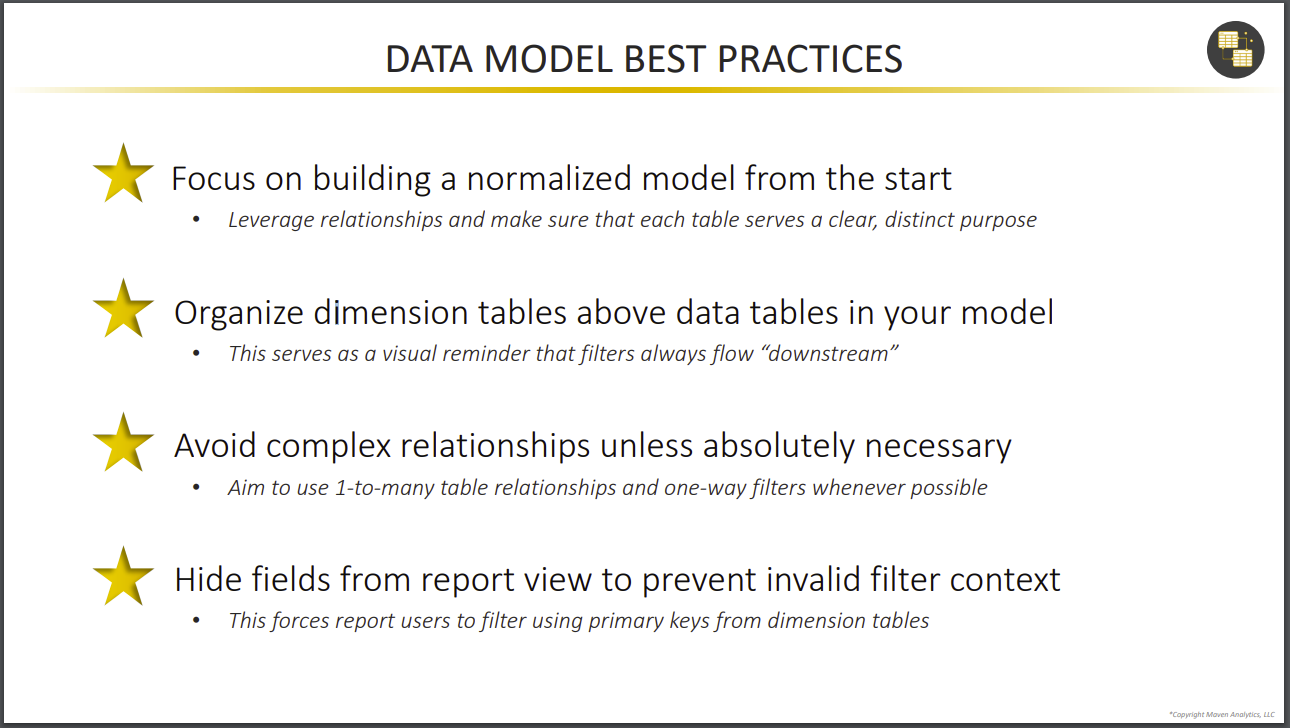 DATA MODEL BEST PRACTICES
Focus on building a normalized model from the start
• Leverage relationships and make sure that each table serves a clear, distinct purpose
Organize dimension tables above data tables in your model
• This serves as a visual reminder that filters always flow “downstream”
Avoid complex relationships unless absolutely necessary
• Aim to use 1-to-many table relationships and one-way filters whenever possible
Hide fields from report view to prevent invalid filter context
• This forces report users to filter using primary keys from dimension tables
*Copyright Maven Analytics, LLC